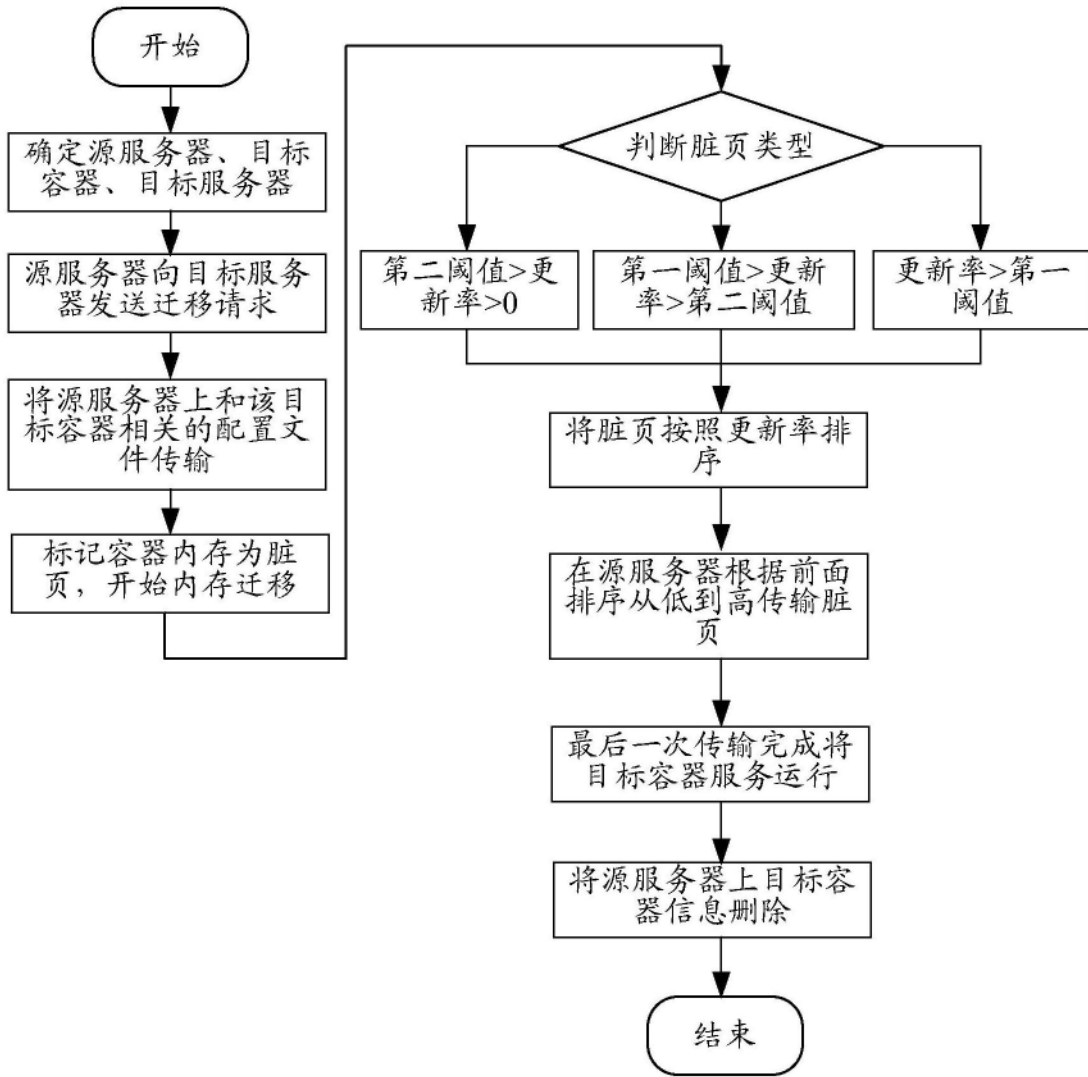 开始
确定源服务器、目标
容器、目标服务器
源服务器向目标服务
器发送迁移请求
将源服务器上和该目
标容器相关的配置文
件传输
标记容器内存为脏
页，开始内存迁移
判断脏页类型
第二阈值>更
新率>0
第一阈值>更新
率>第二阈值
更新率>第一
阈值
将脏页按照更新率排
序
在源服务器根据前面
排序从低到高传输脏
页
最后一次传输完成将
目标容器服务运行
将源服务器上目标容
器信息删除
结束